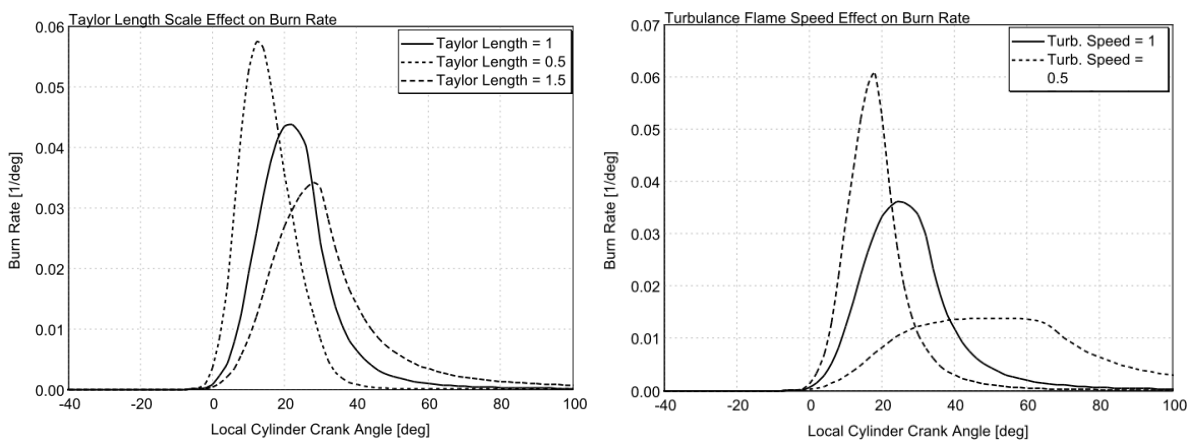 Taylor Length Scale Effect on Burn Rate
0.06
0.05
0.04
0.03
0.02
0.01
0.00
Burn Rate [1/deg]
Taylor Length = 1
Taylor Length = 0.5
Taylor Length = 1.5
-40
-20
0
20
40
60
80
100
Local Cylinder Crank Angle [deg]
Turbulance Flame Speed Effect on Burn Rate
0.07
0.06
0.05
0.04
0.03
0.02
0.01
0.00
Burn Rate [1/deg]
Turb. Speed = 1
Turb. Speed =
0.5
-40
-20
0
20
40
60
80
100
Local Cylinder Crank Angle [deg]